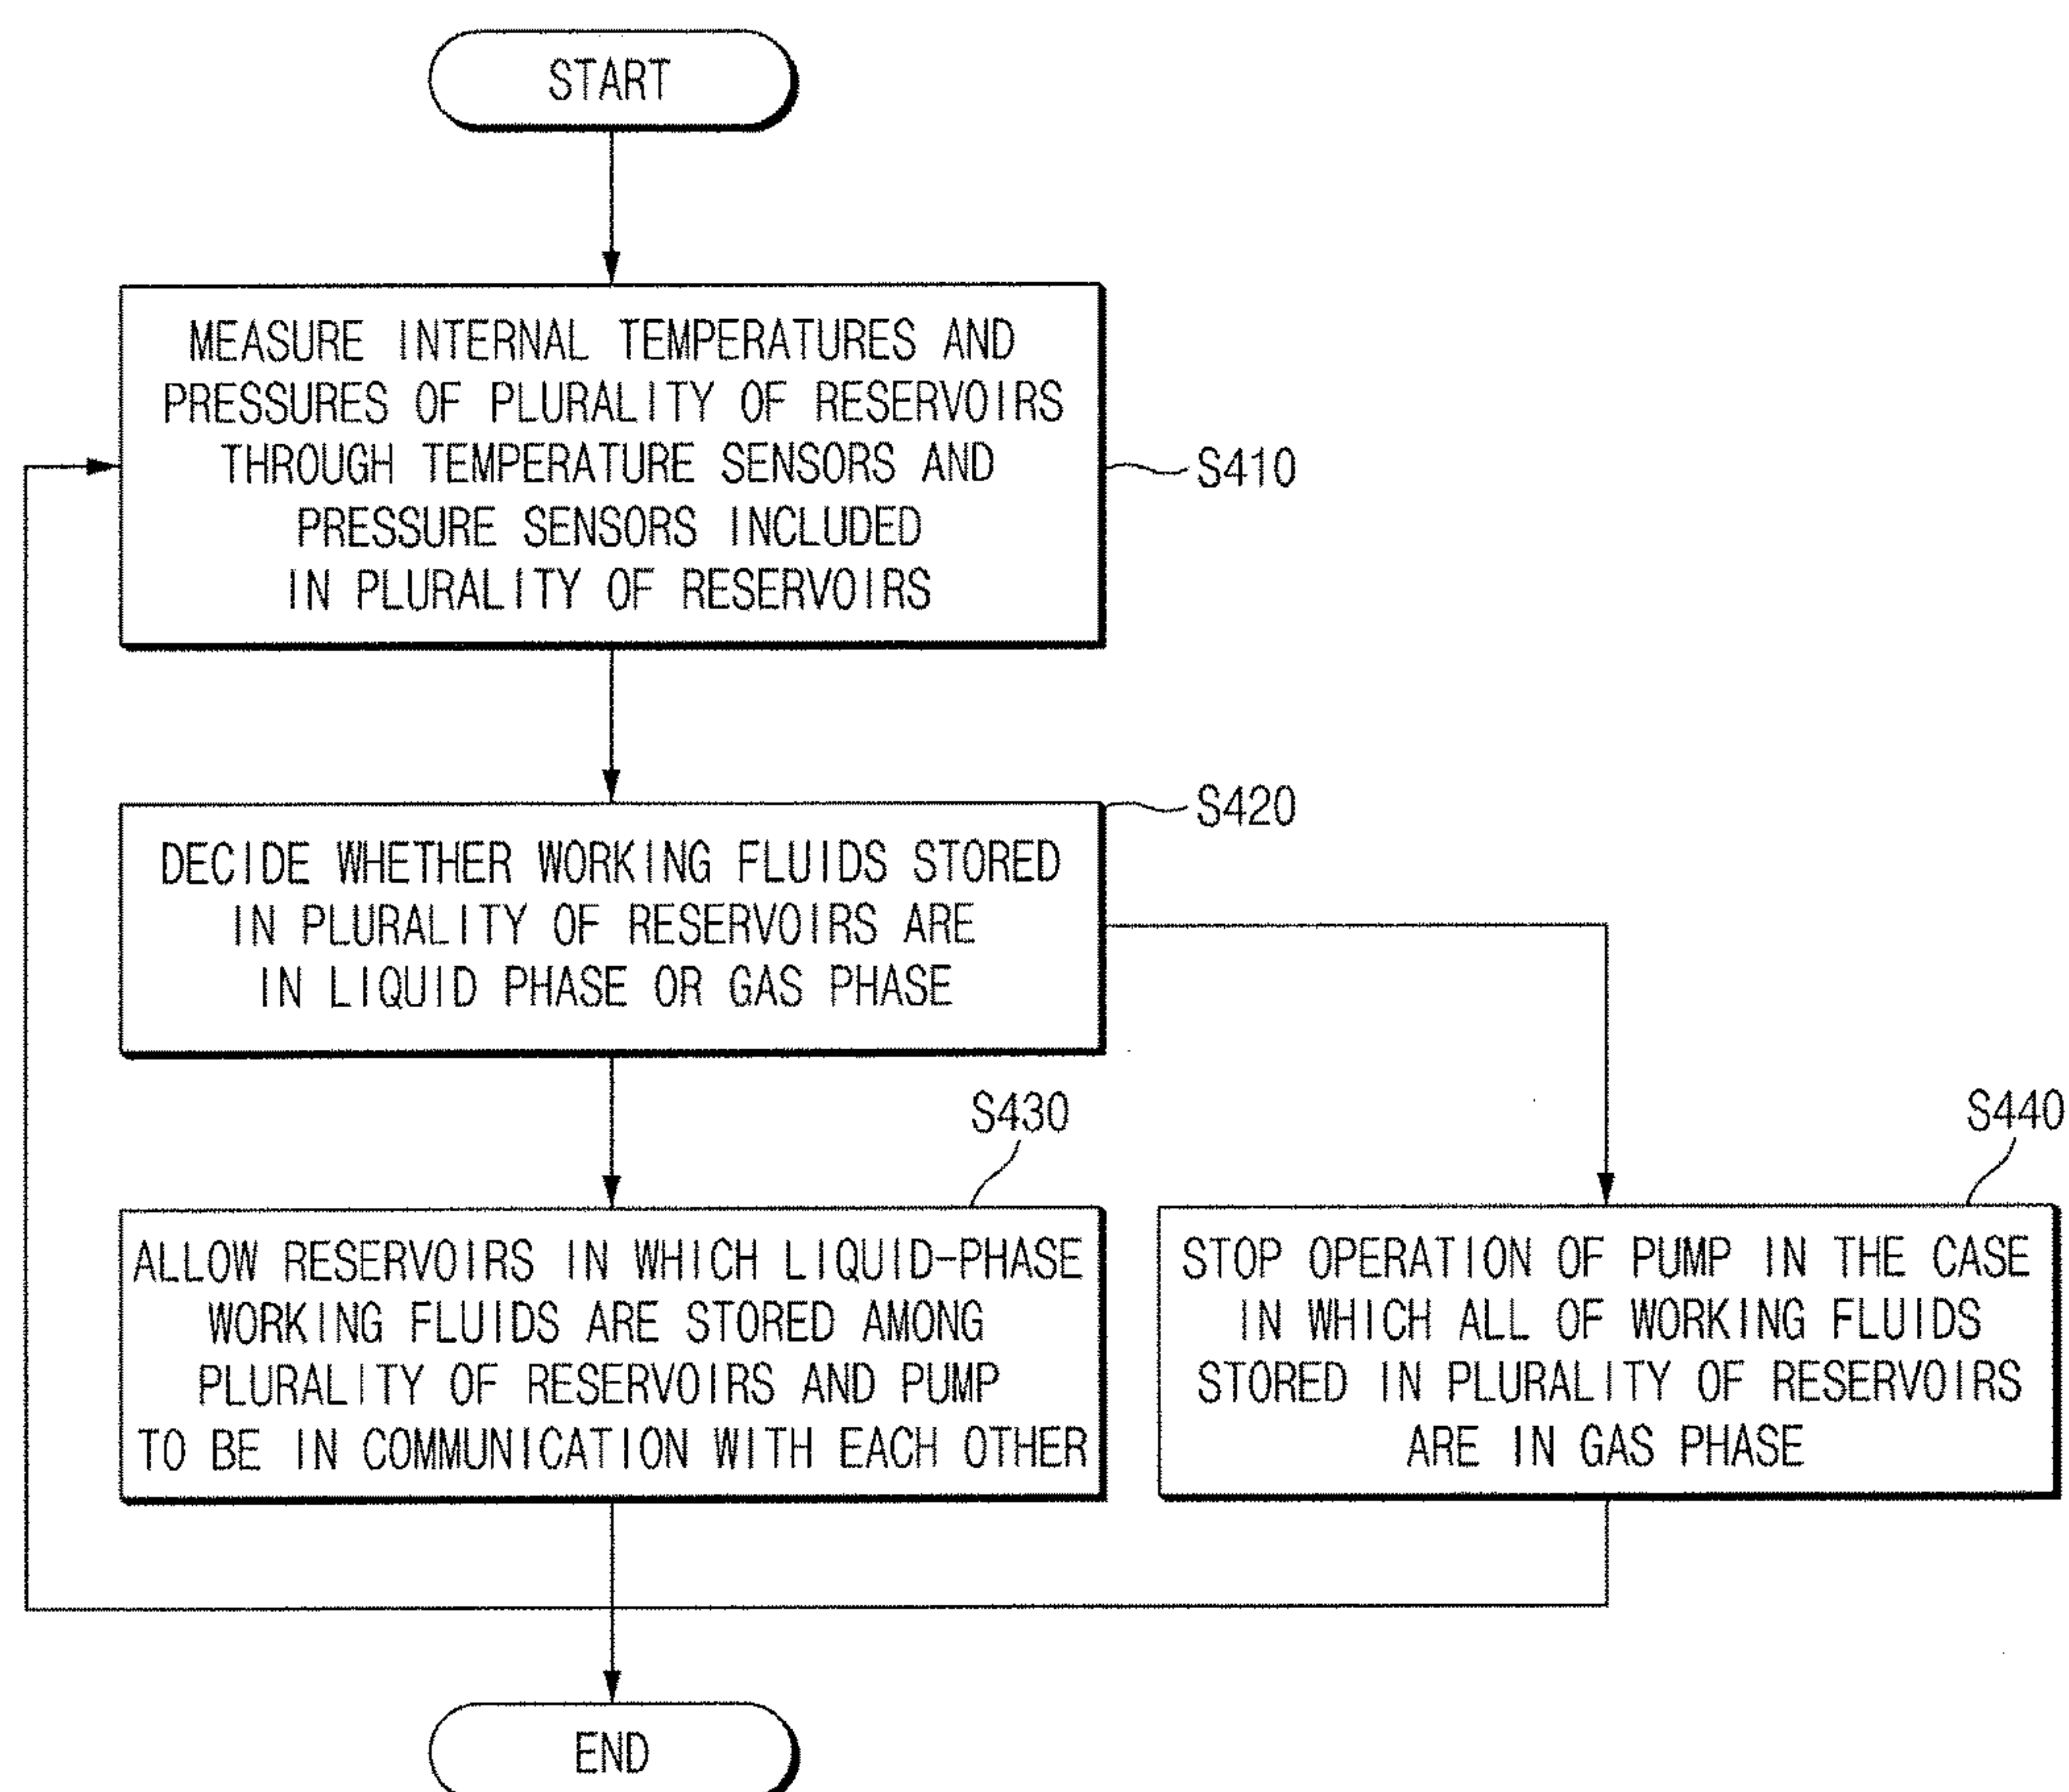 START
MEASURE INTERNAL TEMPERATURES AND
PRESSURES OF PLURALITY OF RESERVOIRS
THROUGH TEMPERATURE SENSORS AND
PRESSURE SENSORS INCLUDED
IN PLURALITY OF RESERVOIRS
S410
S420
DECIDE WHETHER WORKING FLUIDS STORED
IN PLURALITY OF RESERVOIRS ARE
IN LIQUID PHASE OR GAS PHASE
S430
ALLOW RESERVOIRS IN WHICH LIQUID-PHASE
WORKING FLUIDS ARE STORED AMONG
PLURALITY OF RESERVOIRS AND PUMP
TO BE IN COMMUNICATION WITH EACH OTHER
S440
STOP OPERATION OF PUMP IN THE CASE
IN WHICH ALL OF WORKING FLUIDS
STORED IN PLURALITY OF RESERVOIRS
ARE IN GAS PHASE
END